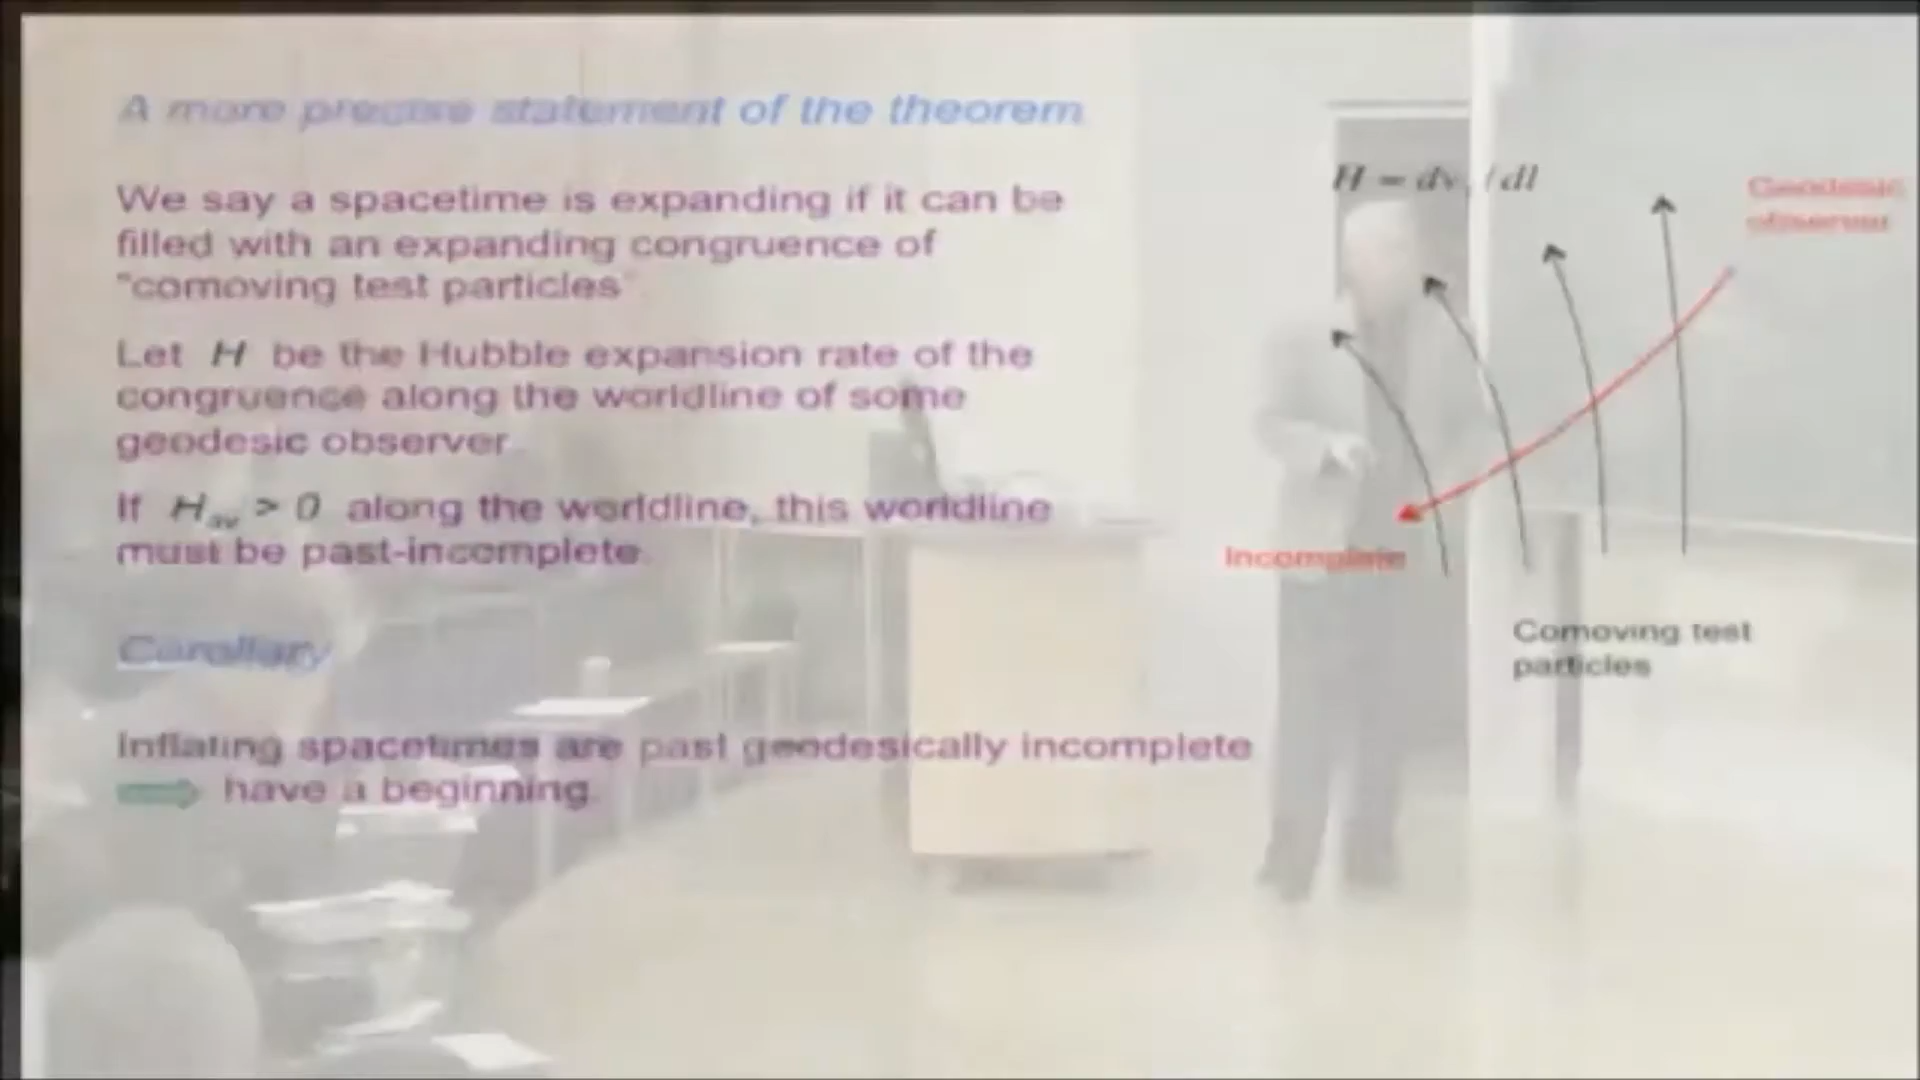 A more precise statement of the theorem
We say a spacetime is expanding if it can be
filled with an expanding congruence of
"comoving test particles"
Let H be the Hubble expansion rate of the
congruence along the worldline of some
geodesic observer.
If Hav > 0 along the worldline, this worldline
must be past-incomplete.
Corollary
Inflating spacetimes are past geodesically incomplete
have a beginning.
H = dv /dl
Geodesic
observer
Incomplete
Comoving test
particles